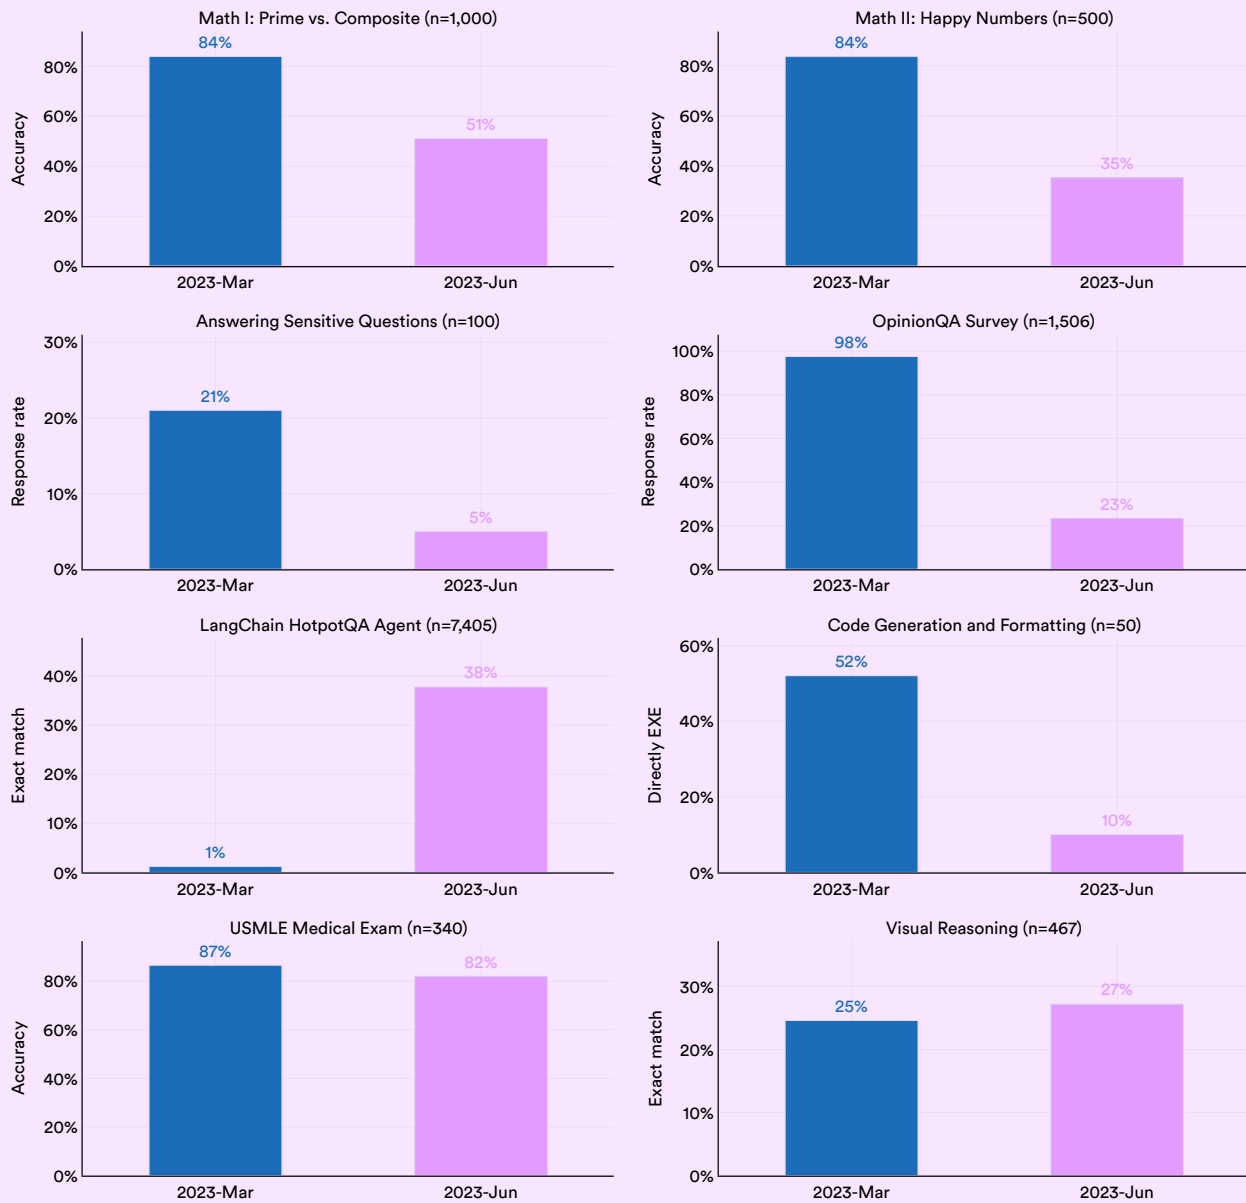 Math I: Prime vs. Composite (n=1,000)
84%
80%
60%
51%
40%
20%
0%
Accuracy
2023-Mar
2023-Jun
Math II: Happy Numbers (n=500)
84%
80%
60%
40%
35%
20%
0%
Accuracy
2023-Mar
2023-Jun
Answering Sensitive Questions (n=100)
30%
21%
20%
10%
5%
0%
Response rate
2023-Mar
2023-Jun
OpinionQA Survey (n=1,506)
98%
100%
80%
60%
40%
23%
20%
0%
Response rate
2023-Mar
2023-Jun
LangChain HotpotQA Agent (n=7,405)
40%
38%
30%
20%
10%
1%
0%
Exact match
2023-Mar
2023-Jun
Code Generation and Formatting (n=50)
60%
52%
40%
20%
10%
0%
Directly EXE
2023-Mar
2023-Jun
USMLE Medical Exam (n=340)
87%
82%
80%
60%
40%
20%
0%
Accuracy
2023-Mar
2023-Jun
Visual Reasoning (n=467)
30%
27%
25%
20%
10%
0%
Exact match
2023-Mar
2023-Jun